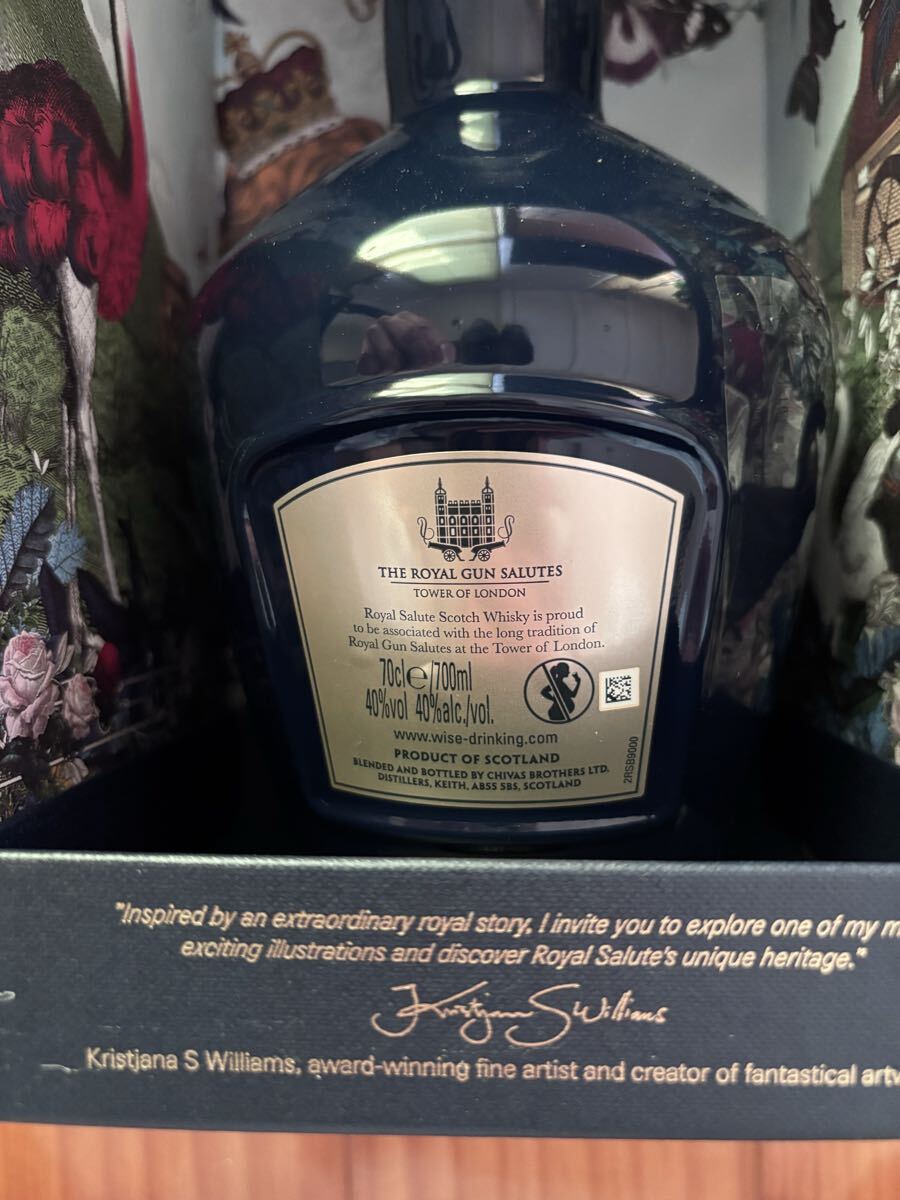 THE ROYAL GUN SALUTES
TOWER OF LONDON
Royal Salute Scotch Whisky is proud
to be associated with the long tradition of
Royal Gun Salutes at the Tower of London.
70cl e/700ml
40%vol 40%alc./vol.
www.wise-drinking.com
PRODUCT OF SCOTLAND
BLENDED AND BOTTLED BY CHIVAS BROTHERS LTD.
DISTILLERS, KEITH, AB55 5BS, SCOTLAND
2RSB9000
"Inspired by an extraordinary royal story, I invite you to explore one of my m
exciting illustrations and discover Royal Salute's unique heritage."
Kristjana S Williams
Kristjana S Williams, award-winning fine artist and creator of fantastical artw